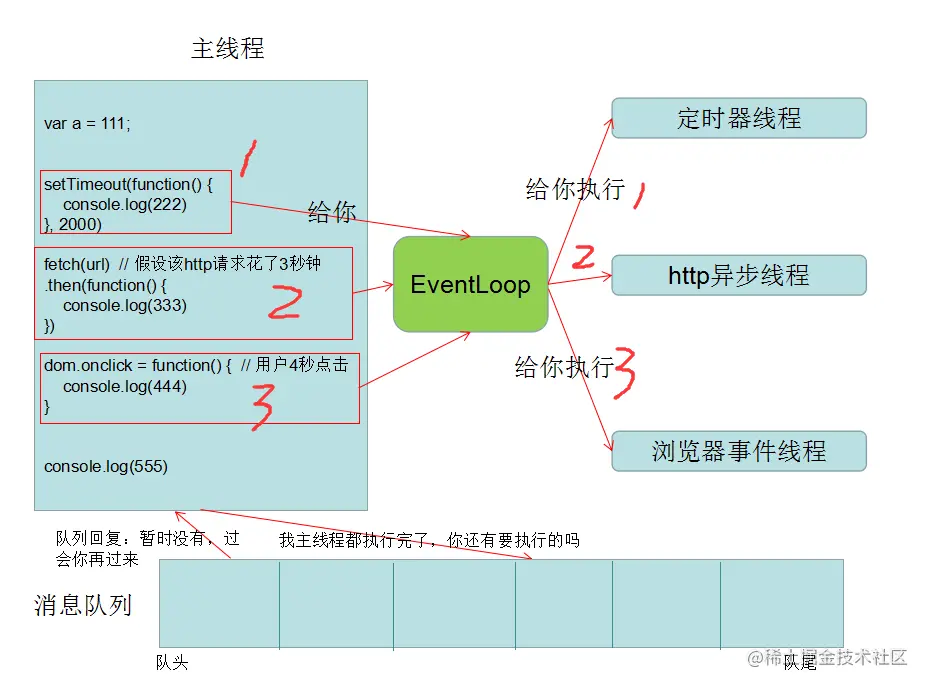 主线程
var a = 111;
setTimeout(function() {
console.log(222)
}, 2000)
1
给你
fetch(url) // 假设该http请求花了3秒钟
.then(function() {
console.log(333)
})
2
dom.onclick = function() { // 用户4秒点击
console.log(444)
}
3
console.log(555)
EventLoop
定时器线程
给你执行 1
2
http异步线程
给你执行 3
浏览器事件线程
队列回复：暂时没有，过
会你再过来
我主线程都执行完了，你还有要执行的吗
消息队列
队头
队尾
@稀土掘金技术社区